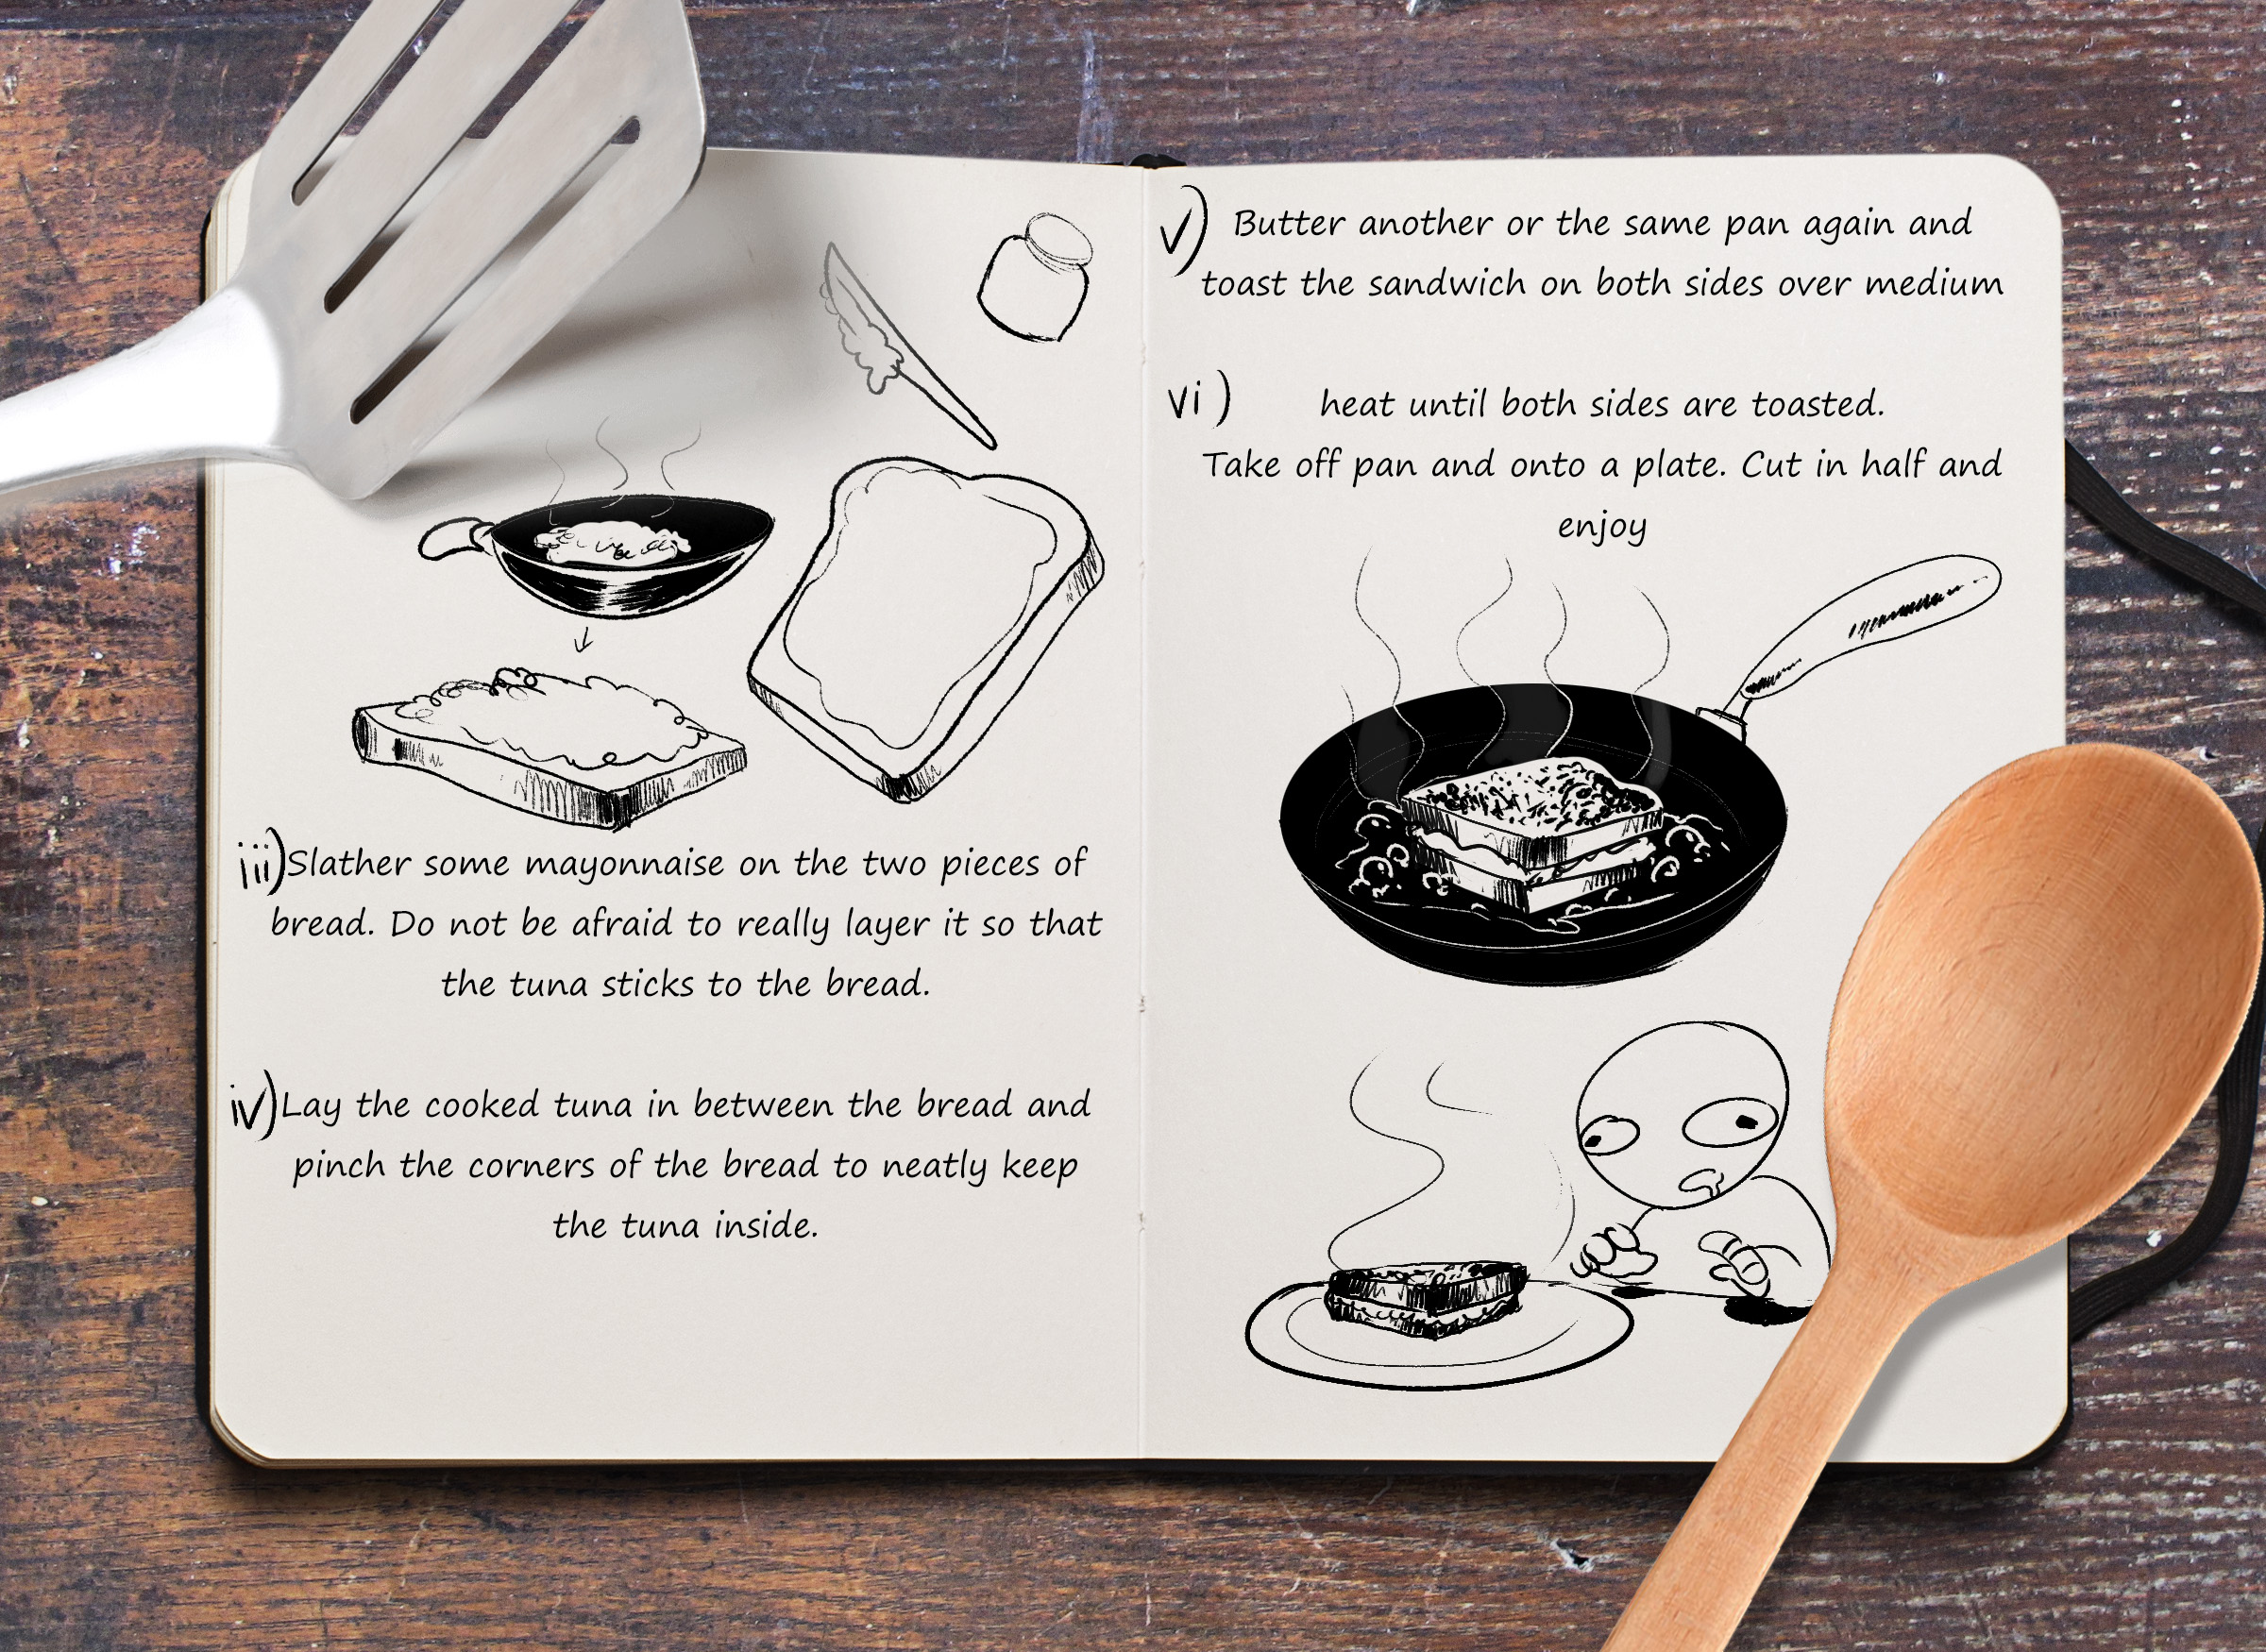 iii) Slather some mayonnaise on the two pieces of
bread. Do not be afraid to really layer it so that
the tuna sticks to the bread.
iv) Lay the cooked tuna in between the bread and
pinch the corners of the bread to neatly keep
the tuna inside.
v) Butter another or the same pan again and
toast the sandwich on both sides over medium
vi) heat until both sides are toasted.
Take off pan and onto a plate. Cut in half and
enjoy